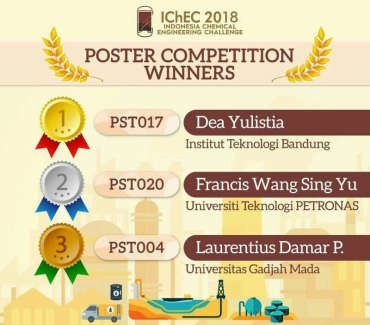 IChEC 2018
INDONESIA CHEMICAL
ENGINEERING CHALLENGE
POSTER COMPETITION
WINNERS
1
PST017
Dea Yulistia
Institut Teknologi Bandung
2
PST020
Francis Wang Sing Yu
Universiti Teknologi PETRONAS
3
PST004
Laurentius Damar P.
Universitas Gadjah Mada